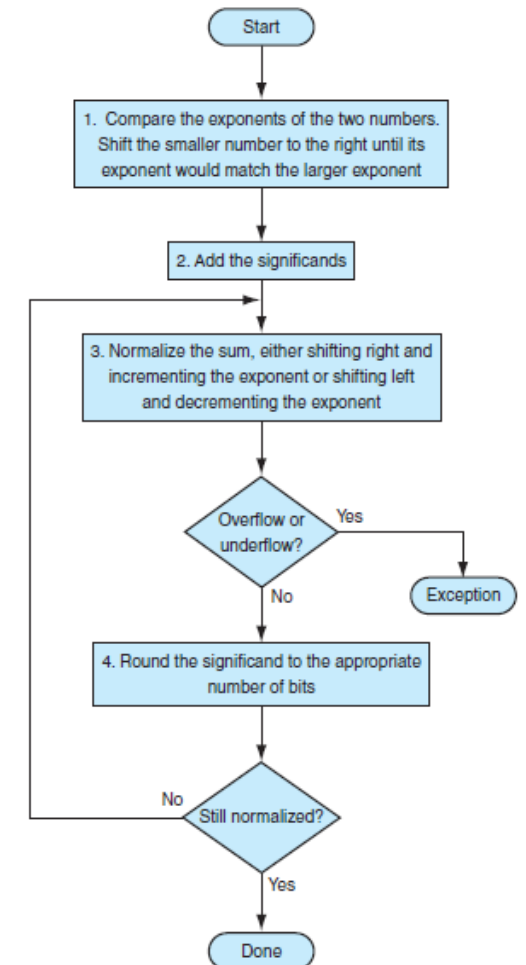 Start
1. Compare the exponents of the two numbers.
Shift the smaller number to the right until its
exponent would match the larger exponent
2. Add the significands
3. Normalize the sum, either shifting right and
incrementing the exponent or shifting left
and decrementing the exponent
Overflow or
underflow?
Yes
No
Exception
4. Round the significand to the appropriate
number of bits
No
Still normalized?
Yes
Done